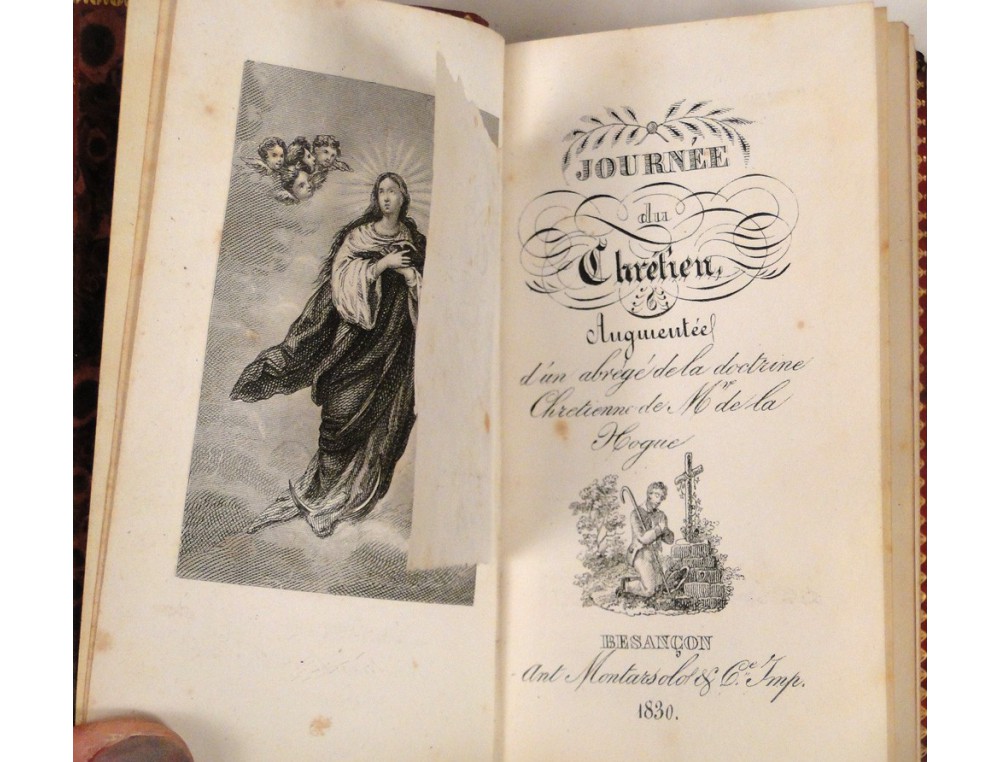 JOURNÉE
du
Chrétien,
Augmentée
d'un abrégé de la doctrine
Chretienne de Mr de la
Hogue
BESANÇON
Ant Montarsolo & Cie Imp.
1830.